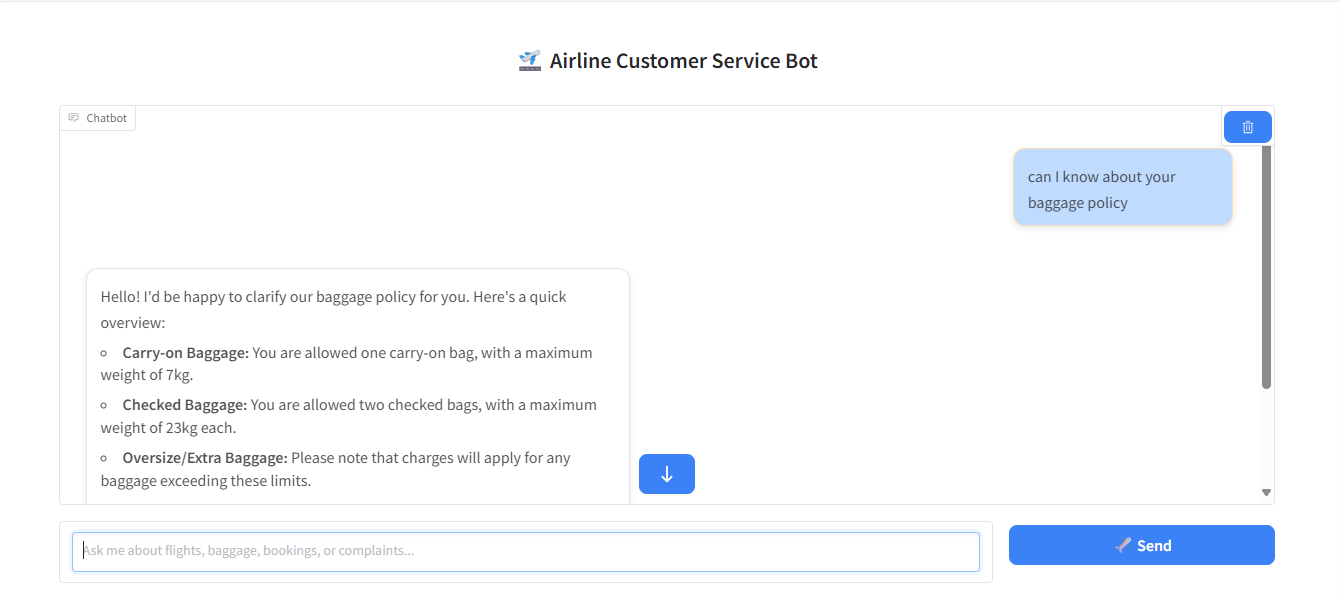 Airline Customer Service Bot
Chatbot
can I know about your
baggage policy
Hello! I'd be happy to clarify our baggage policy for you. Here's a quick
overview:
Carry-on Baggage: You are allowed one carry-on bag, with a maximum
weight of 7kg.
Checked Baggage: You are allowed two checked bags, with a maximum
weight of 23kg each.
Oversize/Extra Baggage: Please note that charges will apply for any
baggage exceeding these limits.
Ask me about flights, baggage, bookings, or complaints...
Send